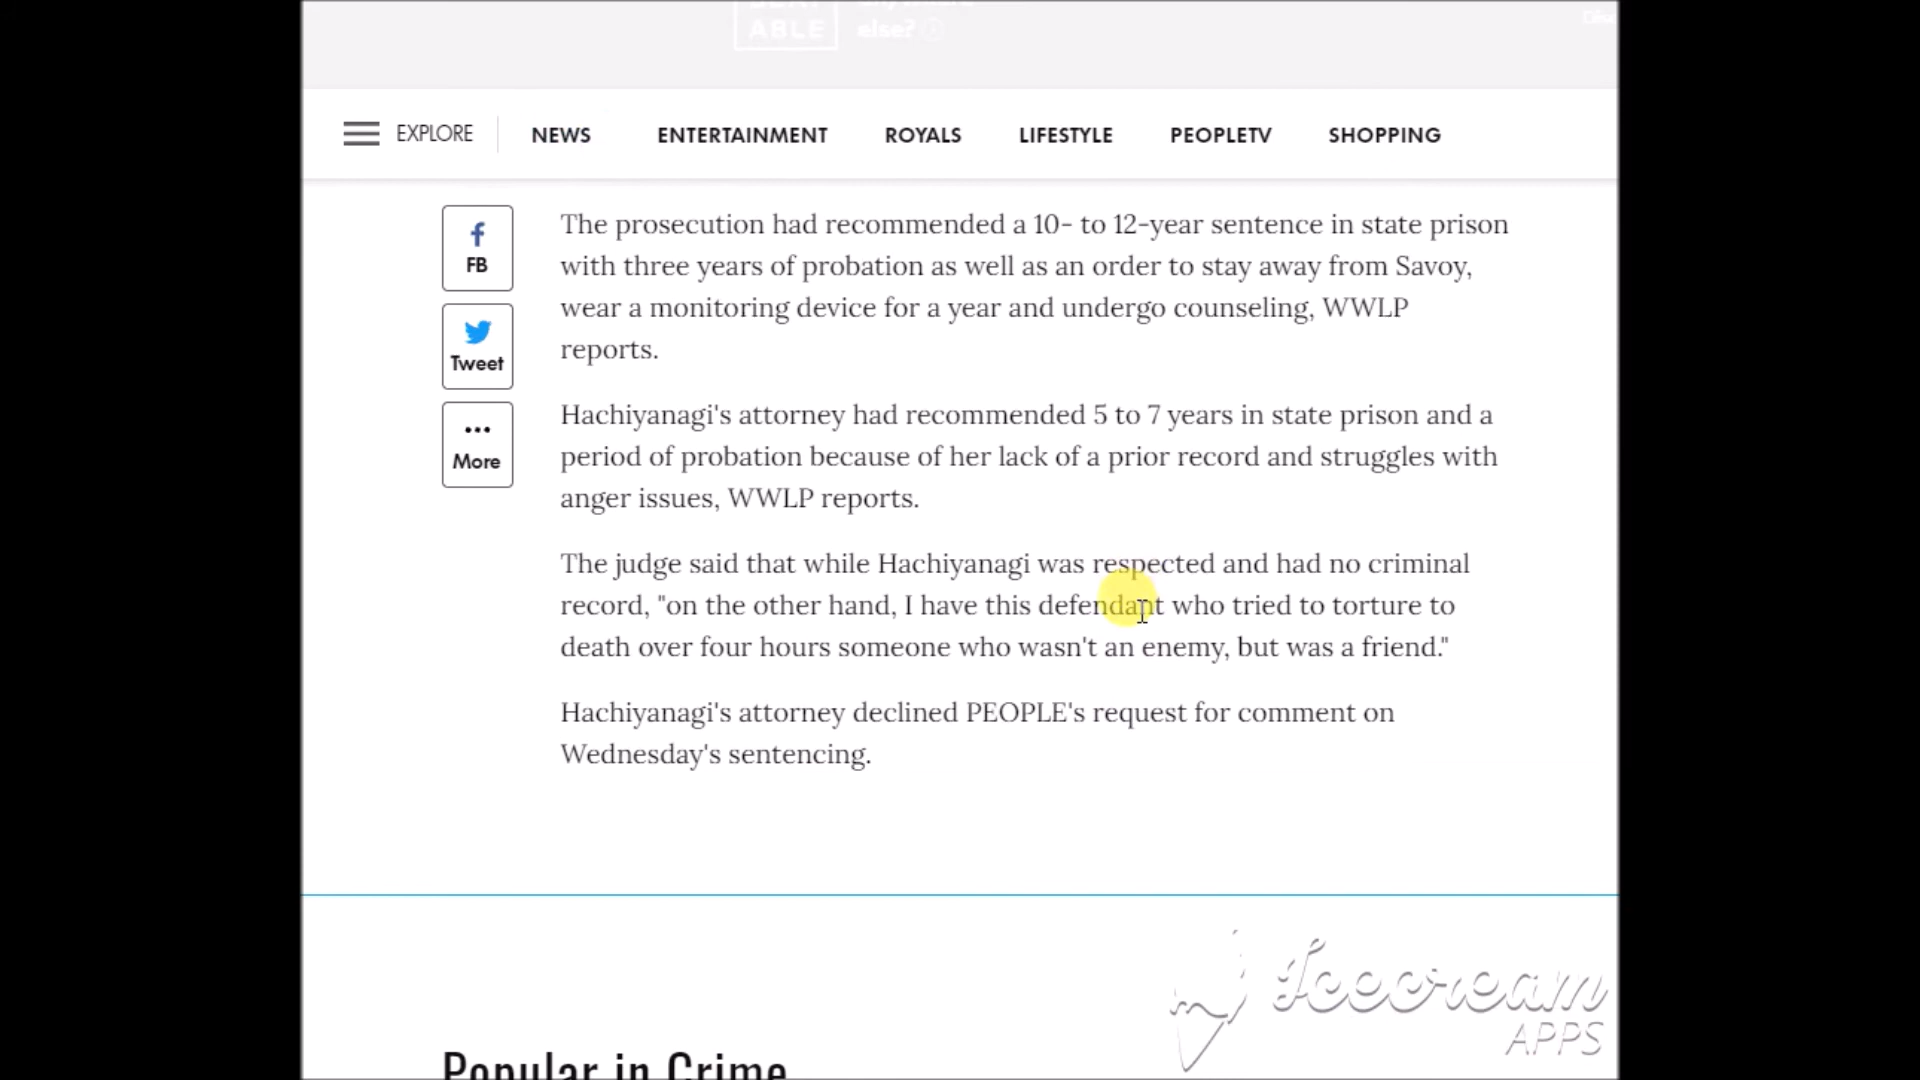 ABLE
else?
EXPLORE
NEWS
ENTERTAINMENT
ROYALS
LIFESTYLE
PEOPLETV
SHOPPING
FB
Tweet
More
The prosecution had recommended a 10- to 12-year sentence in state prison
with three years of probation as well as an order to stay away from Savoy,
wear a monitoring device for a year and undergo counseling, WWLP
reports.
Hachiyanagi's attorney had recommended 5 to 7 years in state prison and a
period of probation because of her lack of a prior record and struggles with
anger issues, WWLP reports.
The judge said that while Hachiyanagi was respected and had no criminal
record, "on the other hand, I have this defendant who tried to torture to
death over four hours someone who wasn't an enemy, but was a friend."
Hachiyanagi's attorney declined PEOPLE's request for comment on
Wednesday's sentencing.
Icecream
APPS
Popular in Crime